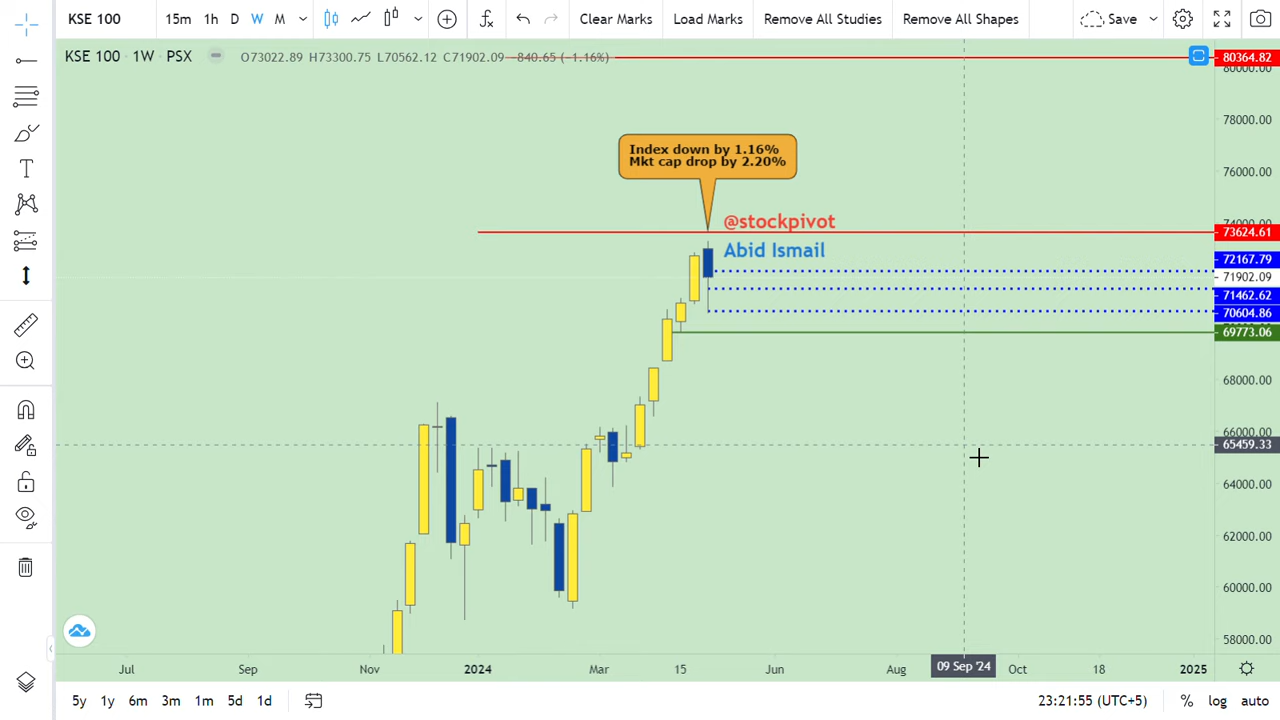 KSE 100
15m 1h D W M
Clear Marks
Load Marks
Remove All Studies
Remove All Shapes
Save
KSE 100 · 1W · PSX
O73022.89 H73300.75 L70562.12 C71902.09 −840.65 (−1.16%)
80364.82
80000.00
78000.00
76000.00
74000.00
73624.61
72167.79
71902.09
71462.62
70604.86
69773.06
68000.00
66000.00
65459.33
64000.00
62000.00
60000.00
58000.00
Index down by 1.16%
Mkt cap drop by 2.20%
@stockpivot
Abid Ismail
Jul Sep Nov 2024 Mar 15 Jun Aug 09 Sep '24 Oct 18 2025
5y 1y 6m 3m 1m 5d 1d
23:21:55 (UTC+5) % log auto